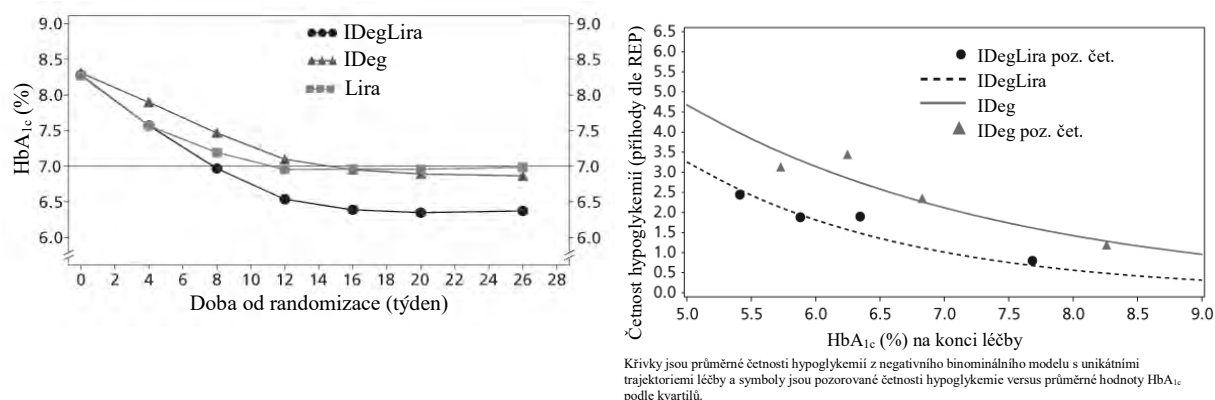 9.0
8.5
8.0
7.5
7.0
6.5
6.0
HbA1c (%)
IDegLira
IDeg
Lira
9.0
8.5
8.0
7.5
7.0
6.5
6.0
0 2 4 6 8 10 12 14 16 18 20 22 24 26 28
Doba od randomizace (týden)
Četnost hypoglykemií (příhody dle REP)
6.5
6.0
5.5
5.0
4.5
4.0
3.5
3.0
2.5
2.0
1.5
1.0
0.5
0.0
IDegLira poz. čet.
IDegLira
IDeg
IDeg poz. čet.
5.0 5.5 6.0 6.5 7.0 7.5 8.0 8.5 9.0
HbA1c (%) na konci léčby
Křivky jsou průměrné četnosti hypoglykemií z negativního binominálního modelu s unikátními
trajektoriemi léčby a symboly jsou pozorované četnosti hypoglykemie versus průměrné hodnoty HbA1c
podle kvartilů.